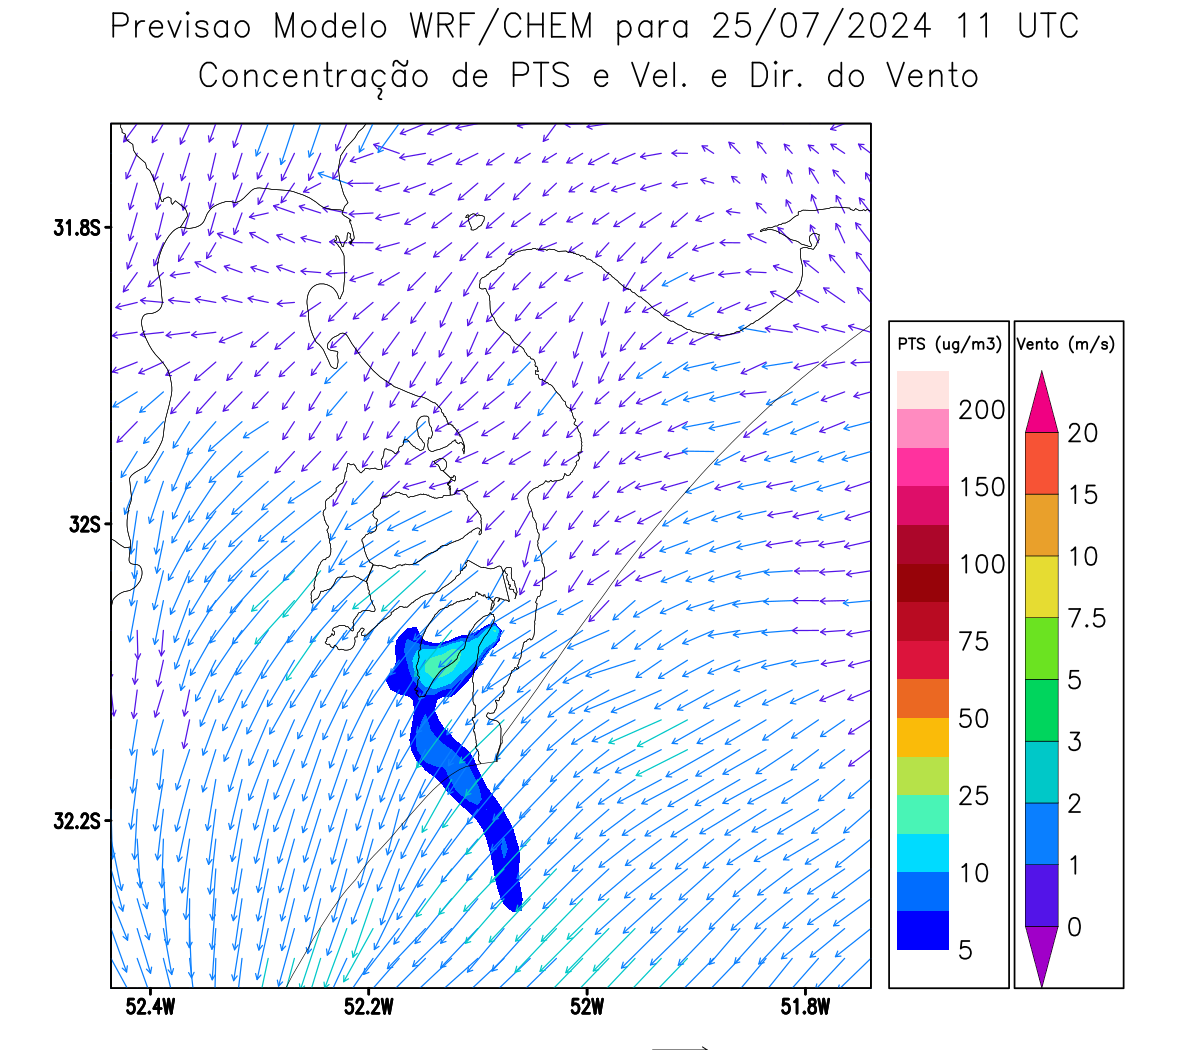 Previsao Modelo WRF/CHEM para 25/07/2024 11 UTC
Concentração de PTS e Vel. e Dir. do Vento
31.8S
32S
32.2S
52.4W 52.2W 52W 51.8W
PTS (ug/m3)
200
150
100
75
50
25
10
5
Vento (m/s)
20
15
10
7.5
5
3
2
1
0